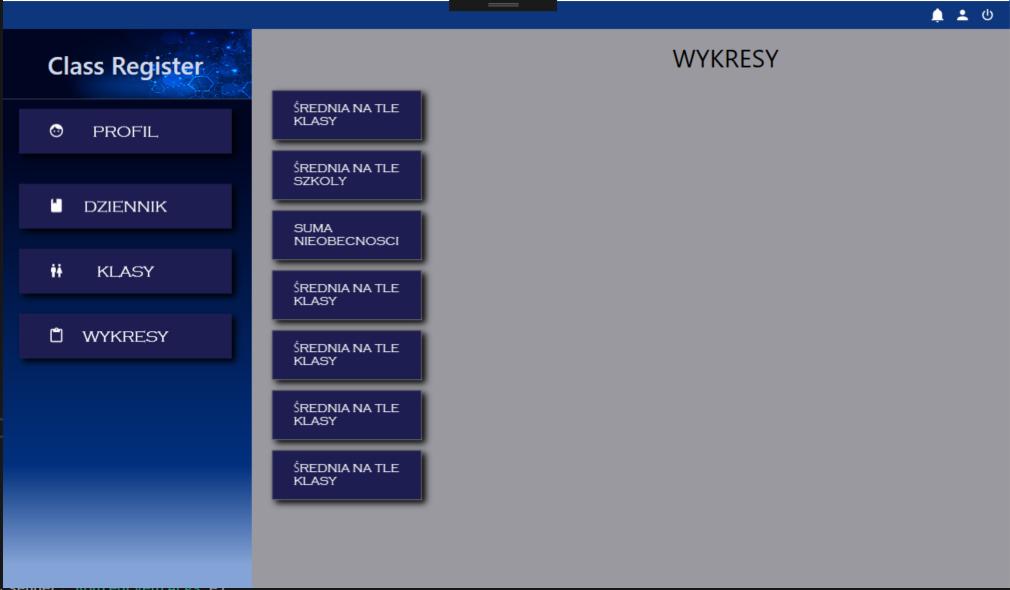 Class Register
PROFIL
DZIENNIK
KLASY
WYKRESY
WYKRESY
ŚREDNIA NA TLE
KLASY
ŚREDNIA NA TLE
SZKOLY
SUMA
NIEOBECNOSCI
ŚREDNIA NA TLE
KLASY
ŚREDNIA NA TLE
KLASY
ŚREDNIA NA TLE
KLASY
ŚREDNIA NA TLE
KLASY